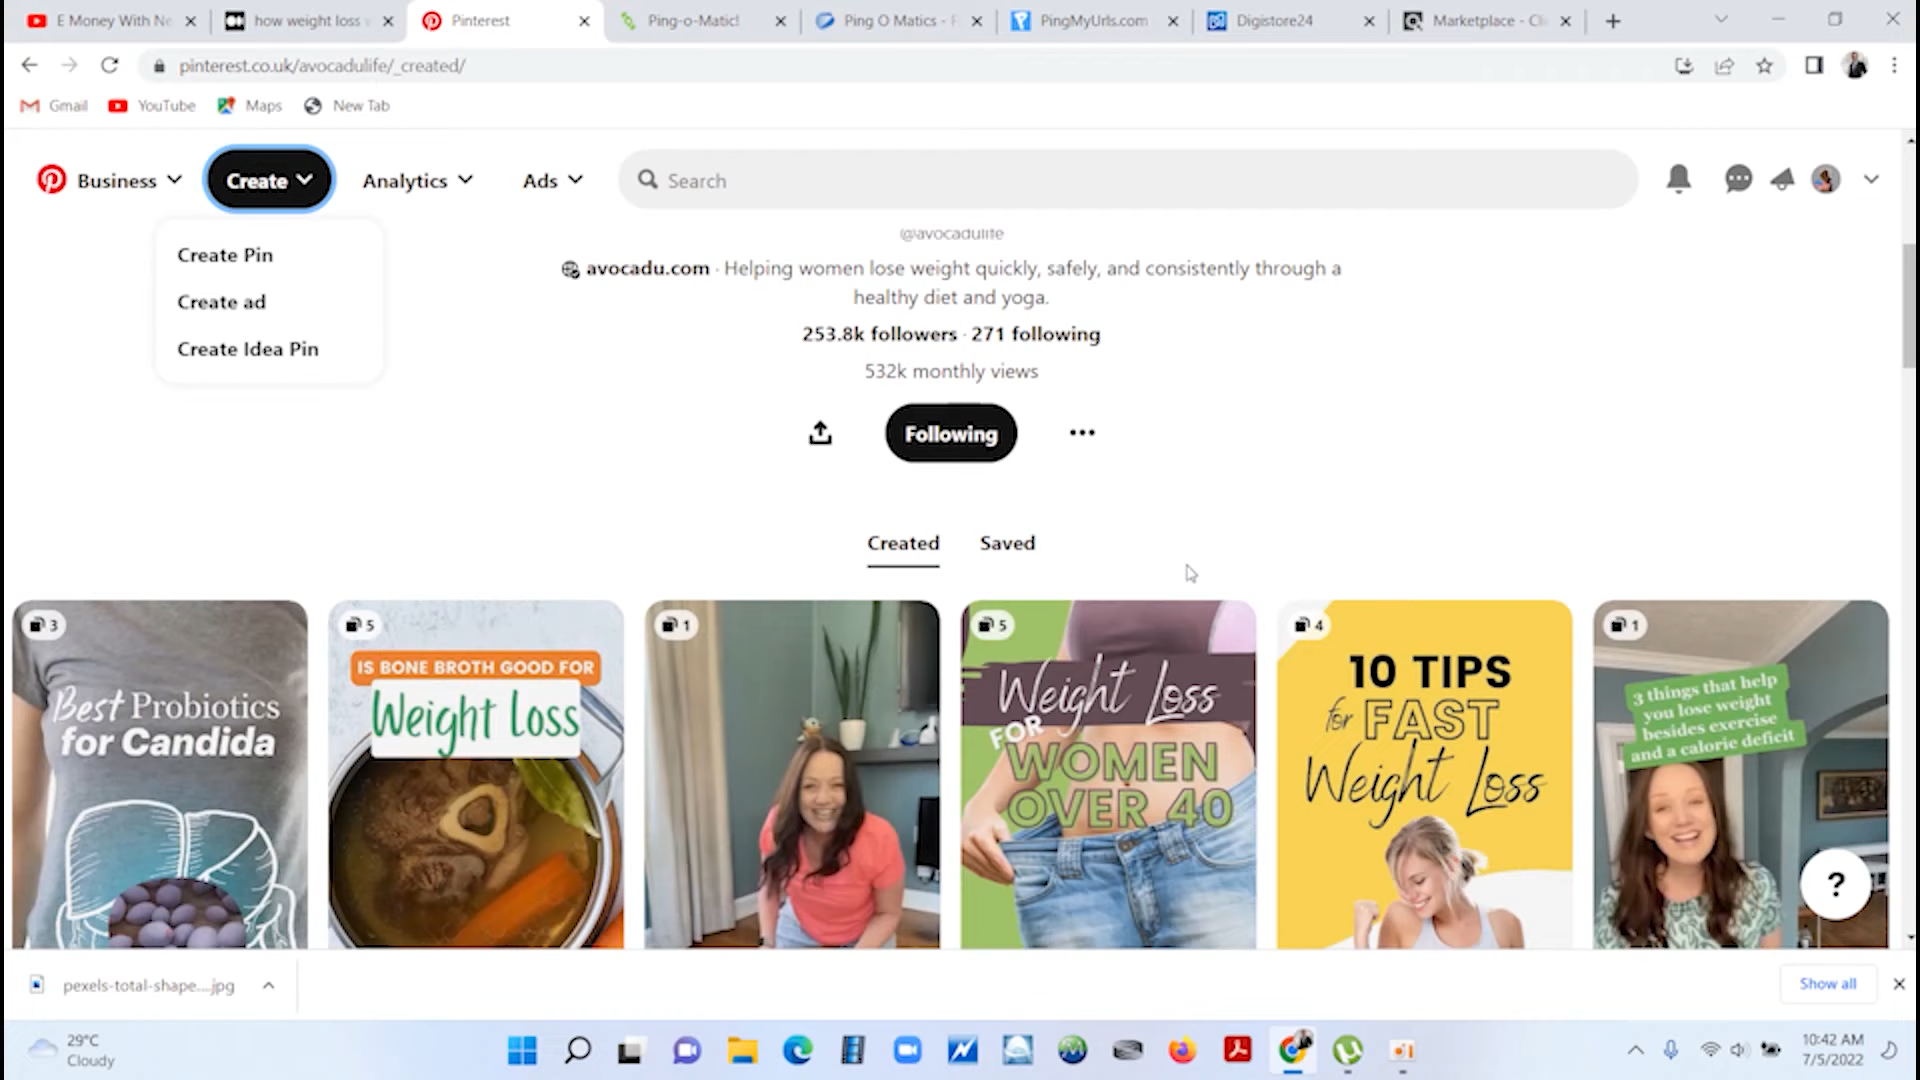 E Money With Ne
how weight loss
Pinterest
Ping-o-Matic!
Ping O Matics - F
PingMyUrls.com
Digistore24
Marketplace - Cl
pinterest.co.uk/avocadulife/_created/
Gmail
YouTube
Maps
New Tab
Business
Create
Analytics
Ads
Search
Create Pin
Create ad
Create Idea Pin
@avocadulife
avocadu.com · Helping women lose weight quickly, safely, and consistently through a
healthy diet and yoga.
253.8k followers · 271 following
532k monthly views
Following
Created
Saved
3
Best Probiotics
for Candida
5
IS BONE BROTH GOOD FOR
Weight Loss
1
5
Weight Loss
FOR
WOMEN
OVER 40
4
10 TIPS
for FAST
Weight Loss
1
3 things that help
you lose weight
besides exercise
and a calorie deficit
?
pexels-total-shape....jpg
Show all
29°C
Cloudy
10:42 AM
7/5/2022